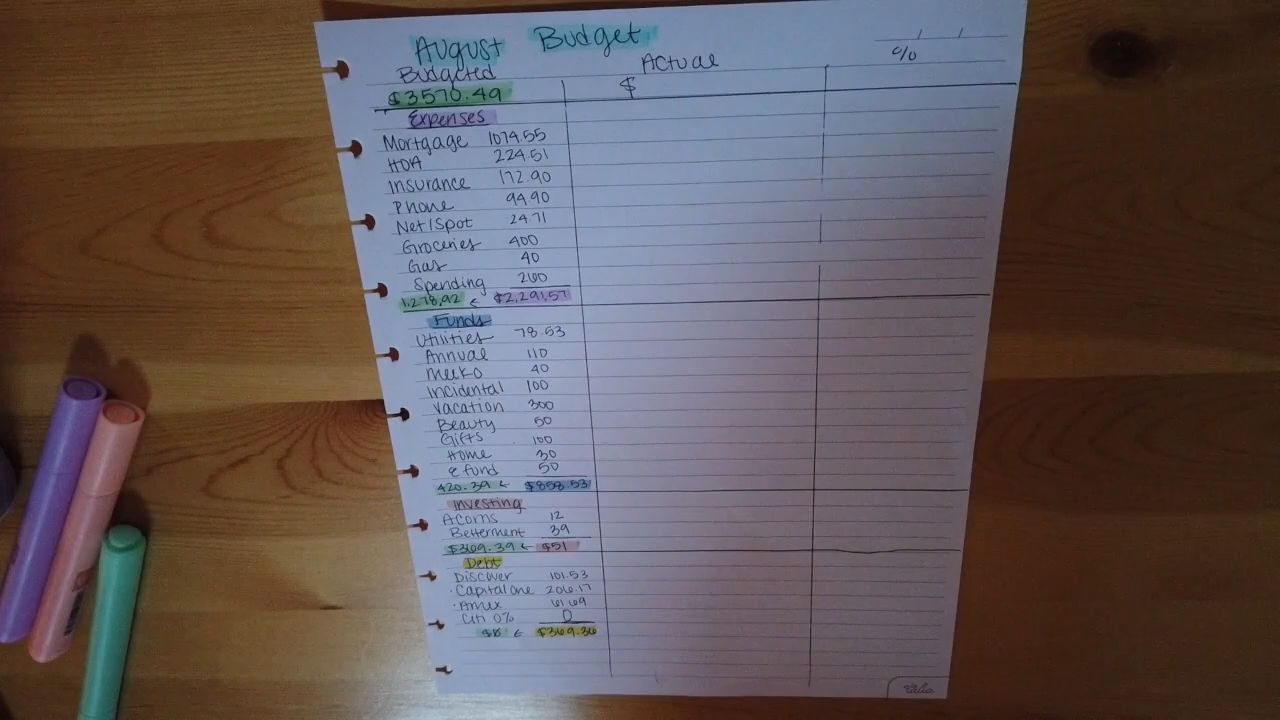 August Budget
Budgeted Actual %
$3570.49 $
Expenses
Mortgage 1074.55
HOA 224.51
Insurance 172.90
Phone 94.90
Net/Spot 24.71
Groceries 400
Gas 40
Spending 260
1,278.92 < $2,291.57
Funds
Utilities 78.53
Annual 110
Meeko 40
Incidental 100
Vacation 300
Beauty 50
Gifts 100
Home 30
e fund 50
420.39 < $858.53
Investing
Acorns 12
Betterment 39
$369.39 < $51
Debt
Discover 101.53
· Capital one 206.17
· Amex 61.69
Citi 0% 0
$0 < $369.36